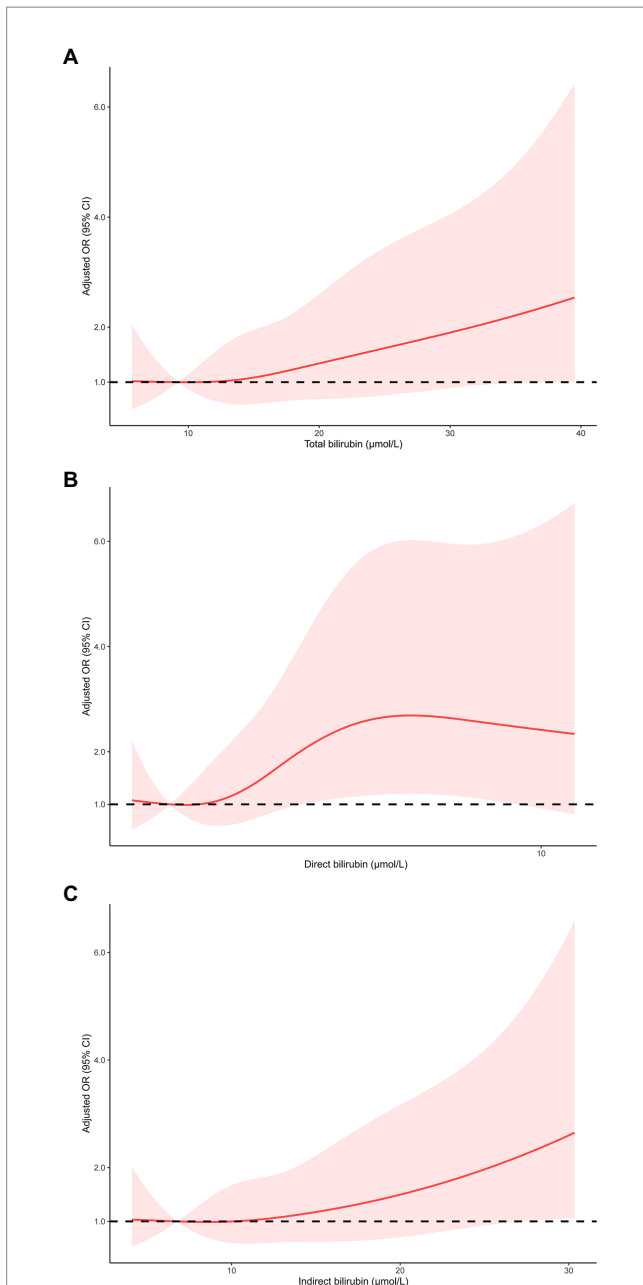 A
6.0
4.0
2.0
1.0
Adjusted OR (95% CI)
10
20
30
40
Total bilirubin (μmol/L)
B
6.0
4.0
2.0
1.0
Adjusted OR (95% CI)
10
Direct bilirubin (μmol/L)
C
6.0
4.0
2.0
1.0
Adjusted OR (95% CI)
10
20
30
Indirect bilirubin (μmol/L)